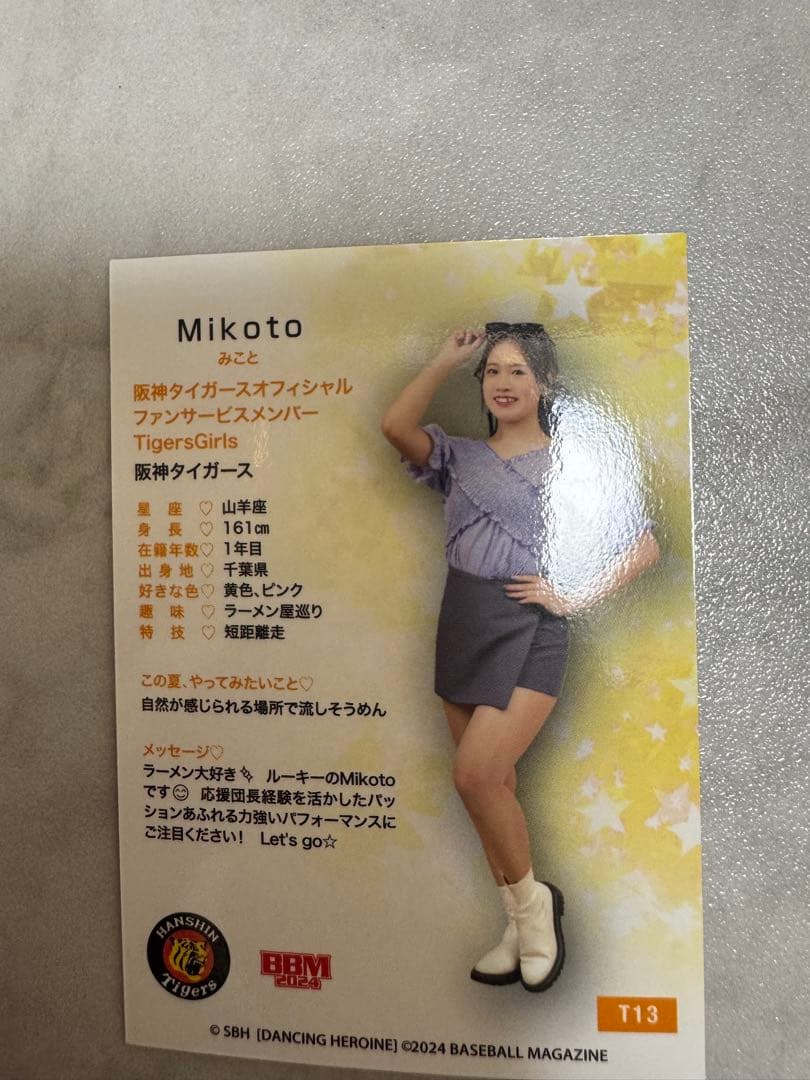 Mikoto
みこと
阪神タイガースオフィシャル
ファンサービスメンバー
TigersGirls
阪神タイガース
星座♡ 山羊座
身長♡ 161㎝
在籍年数♡ 1年目
出身地♡ 千葉県
好きな色♡ 黄色、ピンク
趣味♡ ラーメン屋巡り
特技♡ 短距離走
この夏、やってみたいこと♡
自然が感じられる場所で流しそうめん
メッセージ♡
ラーメン大好き✨ ルーキーのMikoto
です😊 応援団長経験を活かしたパッ
ションあふれる力強いパフォーマンスに
ご注目ください! Let's go☆
HANSHIN
Tigers
BBM
2024
T13
© SBH [DANCING HEROINE] ©2024 BASEBALL MAGAZINE